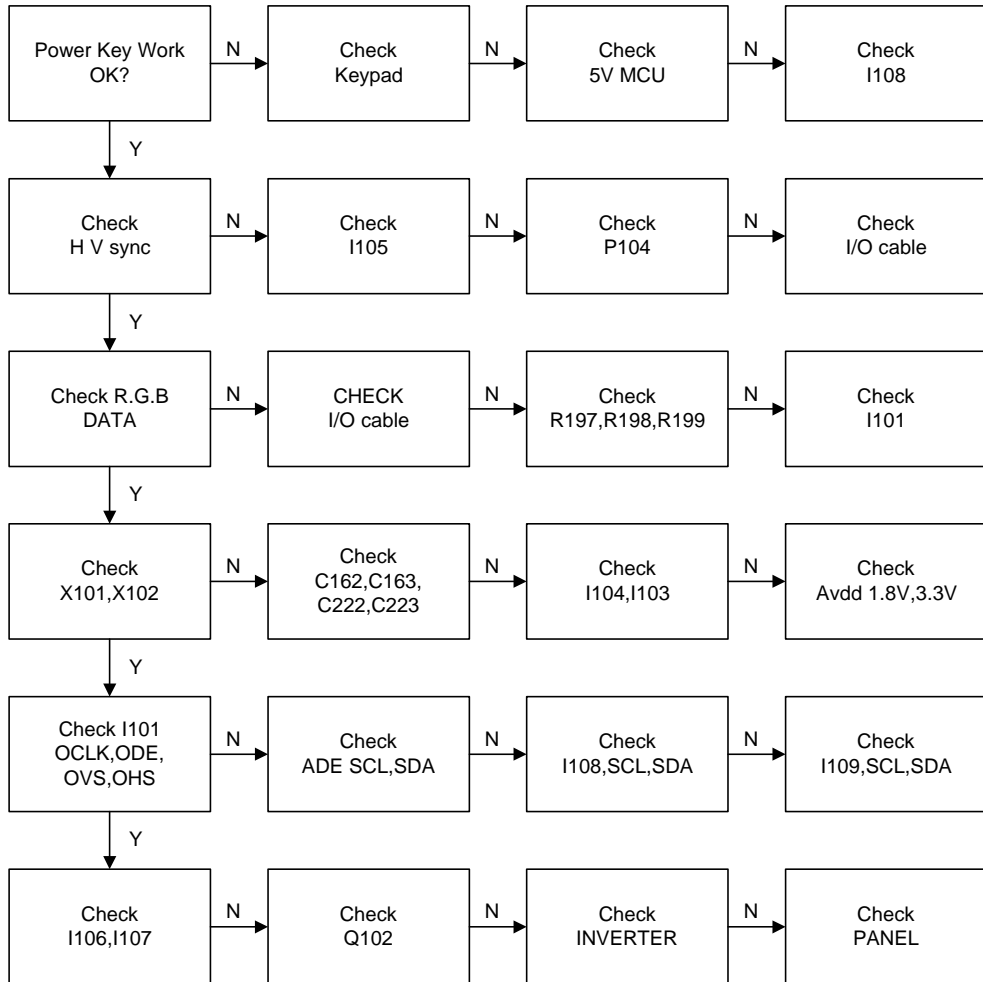 Power Key Work
OK?
N
Check
Keypad
N
Check
5V MCU
N
Check
I108
Y
Check
H V sync
N
Check
I105
N
Check
P104
N
Check
I/O cable
Y
Check R.G.B
DATA
N
CHECK
I/O cable
N
Check
R197,R198,R199
N
Check
I101
Y
Check
X101,X102
N
Check
C162,C163,
C222,C223
N
Check
I104,I103
N
Check
Avdd 1.8V,3.3V
Y
Check I101
OCLK,ODE,
OVS,OHS
N
Check
ADE SCL,SDA
N
Check
I108,SCL,SDA
N
Check
I109,SCL,SDA
Y
Check
I106,I107
N
Check
Q102
N
Check
INVERTER
N
Check
PANEL